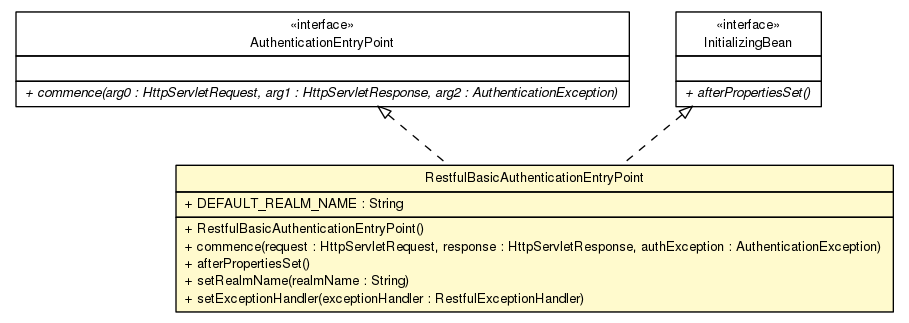 «interface»
AuthenticationEntryPoint
+ commence(arg0 : HttpServletRequest, arg1 : HttpServletResponse, arg2 : AuthenticationException)
«interface»
InitializingBean
+ afterPropertiesSet()
RestfulBasicAuthenticationEntryPoint
+ DEFAULT_REALM_NAME : String
+ RestfulBasicAuthenticationEntryPoint()
+ commence(request : HttpServletRequest, response : HttpServletResponse, authException : AuthenticationException)
+ afterPropertiesSet()
+ setRealmName(realmName : String)
+ setExceptionHandler(exceptionHandler : RestfulExceptionHandler)